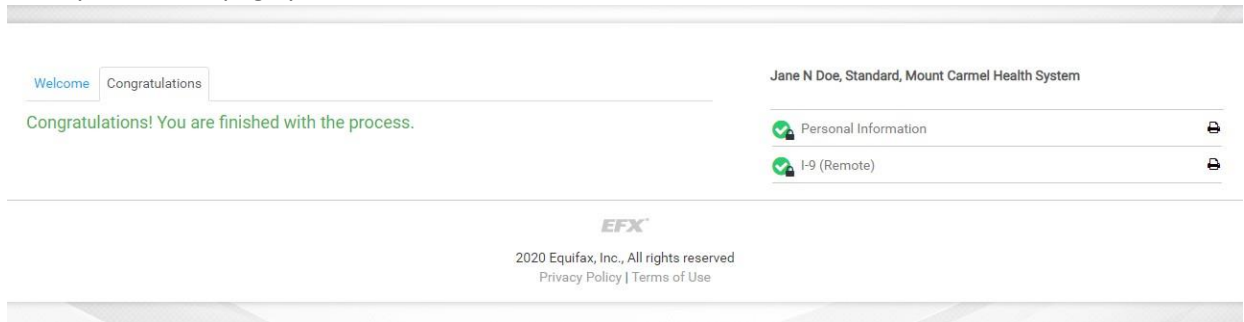 Welcome
Congratulations
Congratulations! You are finished with the process.
Jane N Doe, Standard, Mount Carmel Health System
Personal Information
I-9 (Remote)
EFX
2020 Equifax, Inc., All rights reserved
Privacy Policy | Terms of Use